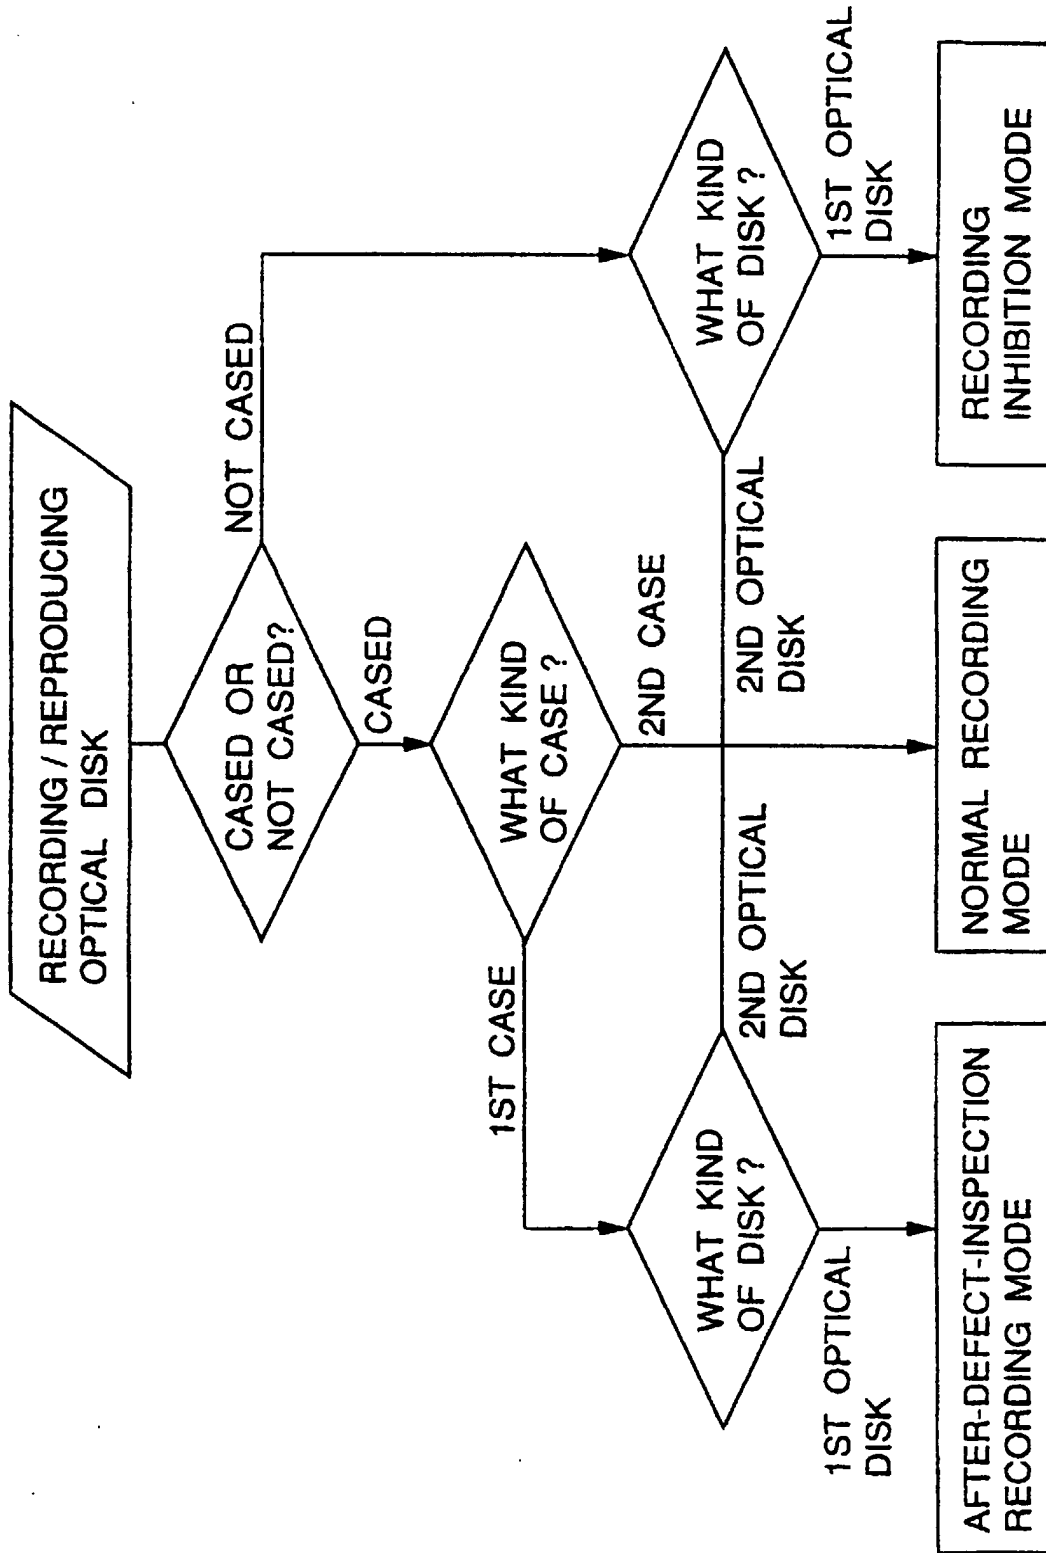 RECORDING / REPRODUCING
OPTICAL DISK
CASED OR
NOT CASED?
NOT CASED
CASED
WHAT KIND
OF CASE ?
1ST CASE
2ND CASE
WHAT KIND
OF DISK ?
2ND OPTICAL
DISK
2ND OPTICAL
DISK
WHAT KIND
OF DISK ?
1ST OPTICAL
DISK
1ST OPTICAL
DISK
AFTER-DEFECT-INSPECTION
RECORDING MODE
NORMAL RECORDING
MODE
RECORDING
INHIBITION MODE